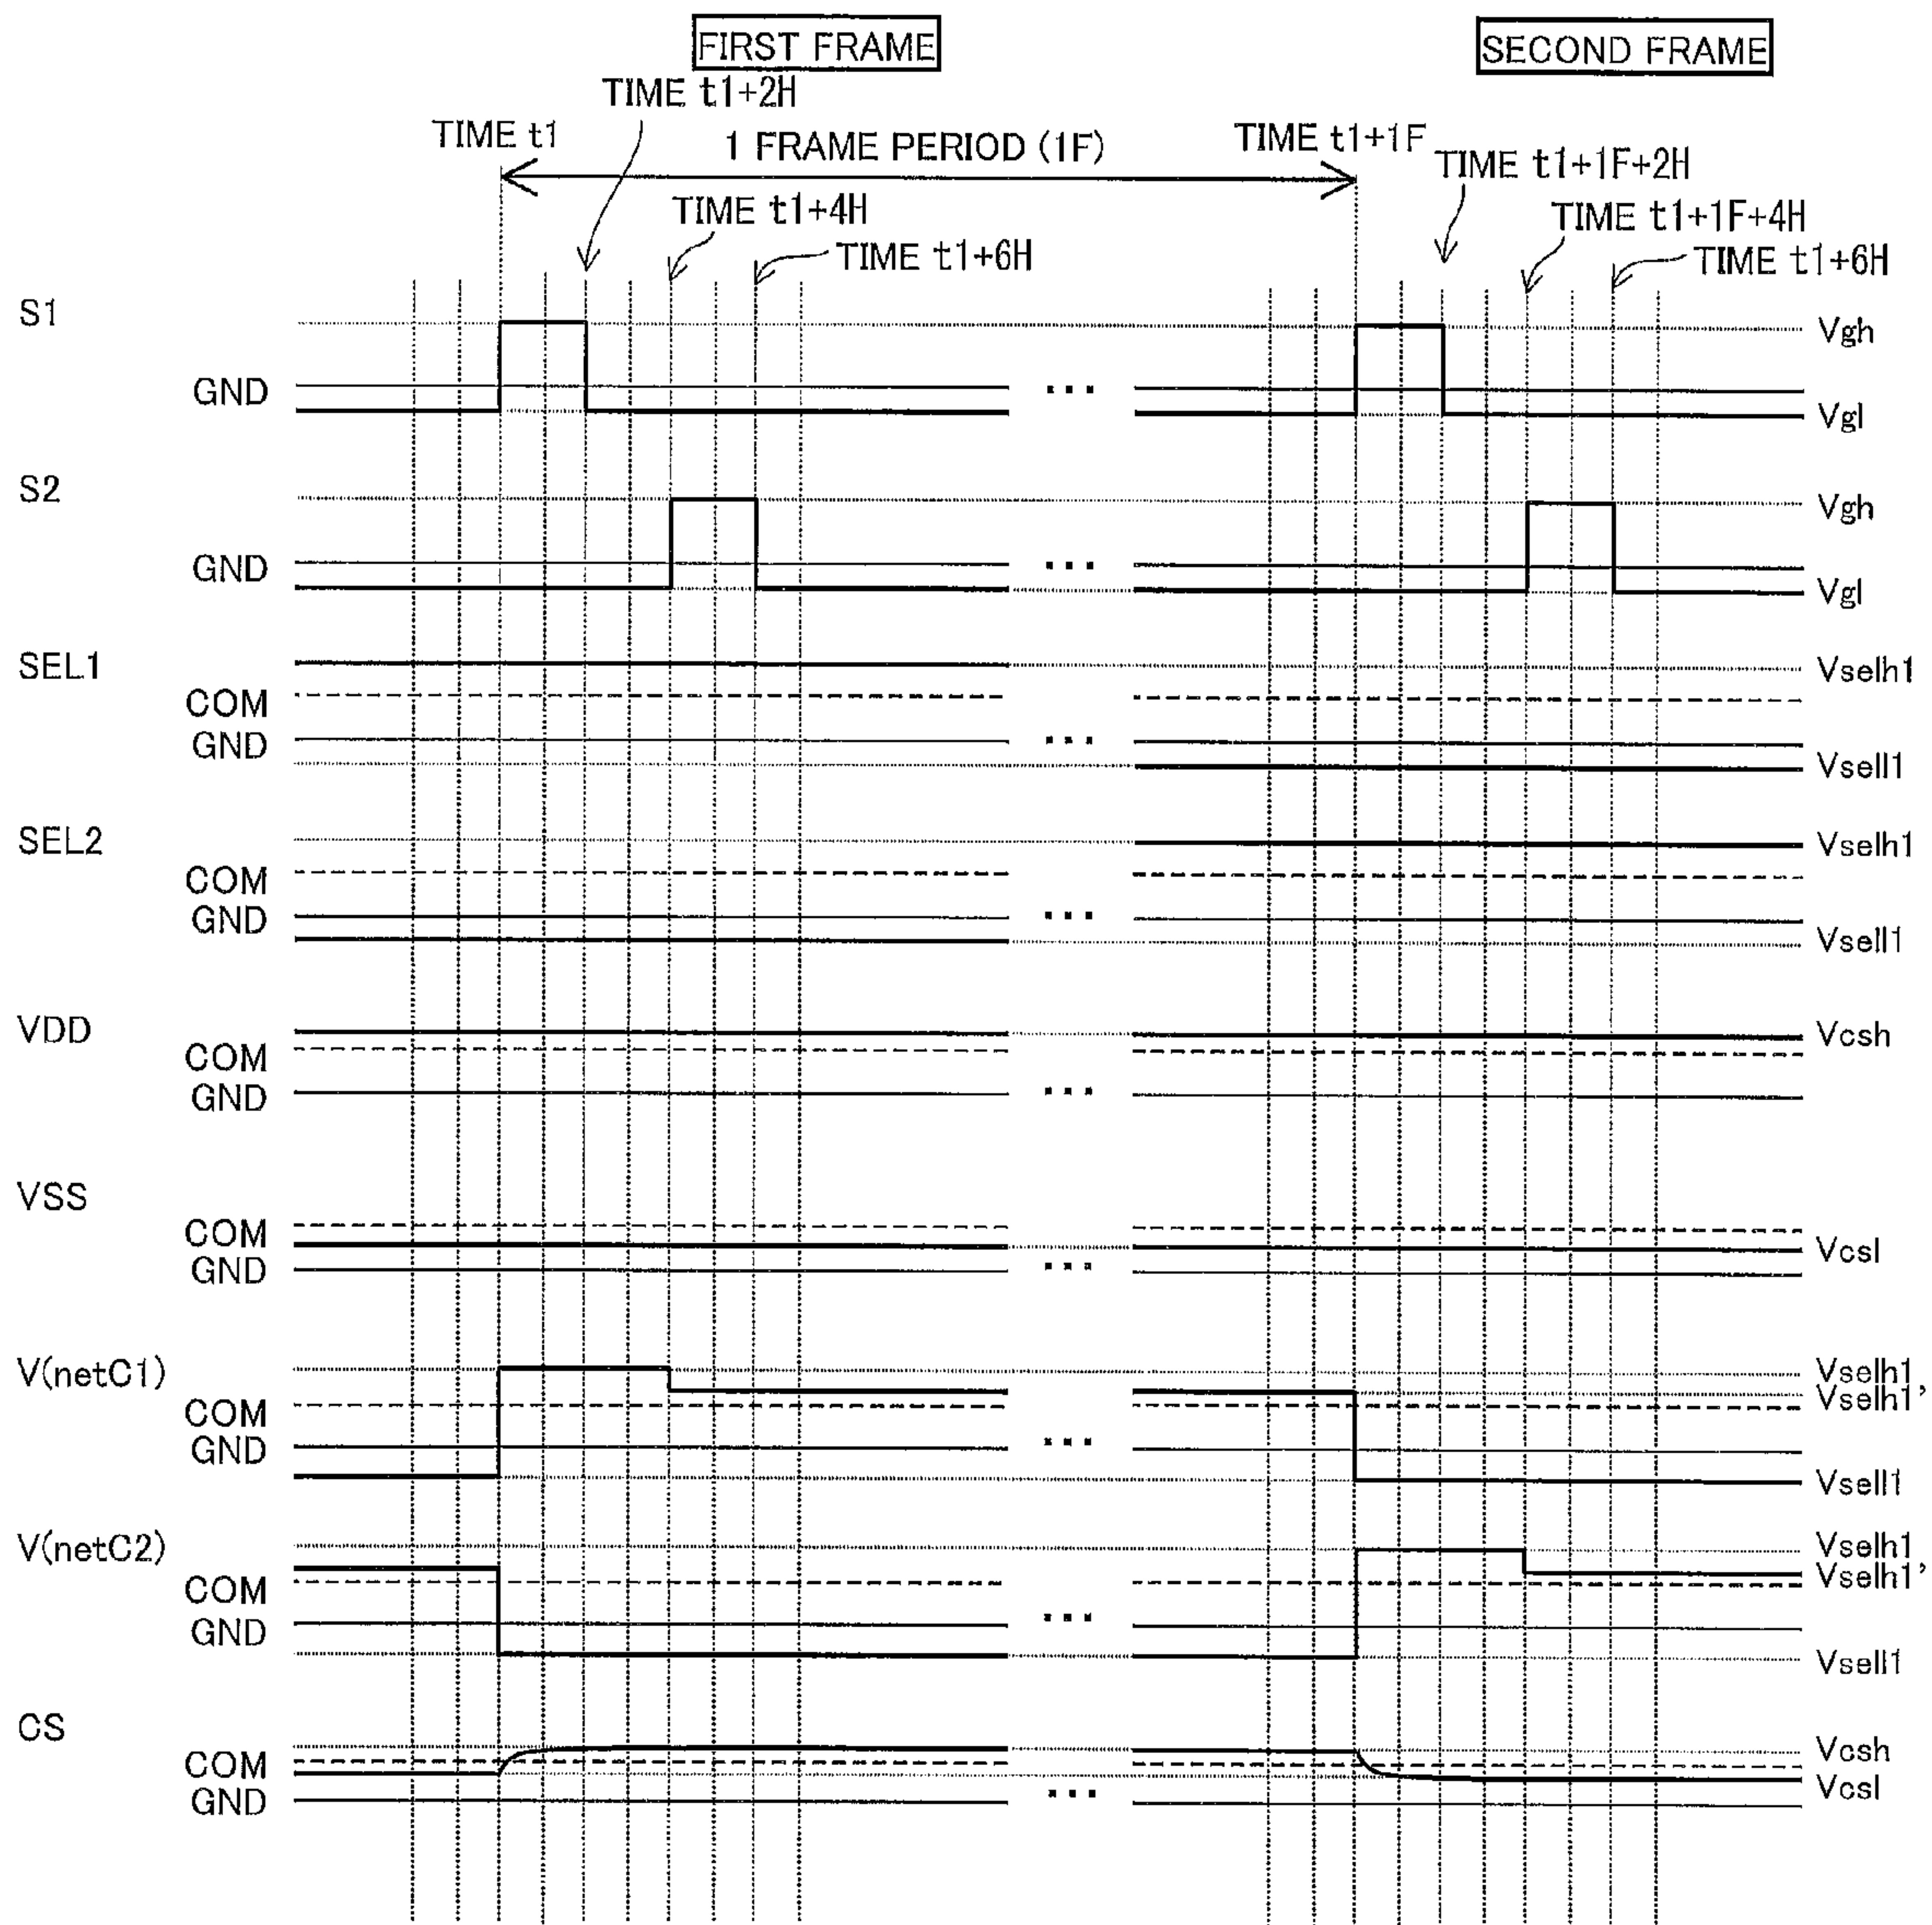 FIRST FRAME
SECOND FRAME
TIME t1+2H
TIME t1
1 FRAME PERIOD (1F)
TIME t1+1F
TIME t1+1F+2H
TIME t1+4H
TIME t1+1F+4H
TIME t1+6H
TIME t1+6H
S1
Vgh
GND
...
Vgl
S2
Vgh
GND
...
Vgl
SEL1
Vselh1
COM
GND
...
Vsell1
SEL2
Vselh1
COM
GND
...
Vsell1
VDD
Vcsh
COM
GND
...
VSS
COM
Vcsl
GND
...
V(netC1)
Vselh1
Vselh1'
COM
GND
...
Vsell1
V(netC2)
Vselh1
Vselh1'
COM
GND
...
Vsell1
CS
Vcsh
COM
Vcsl
GND
...